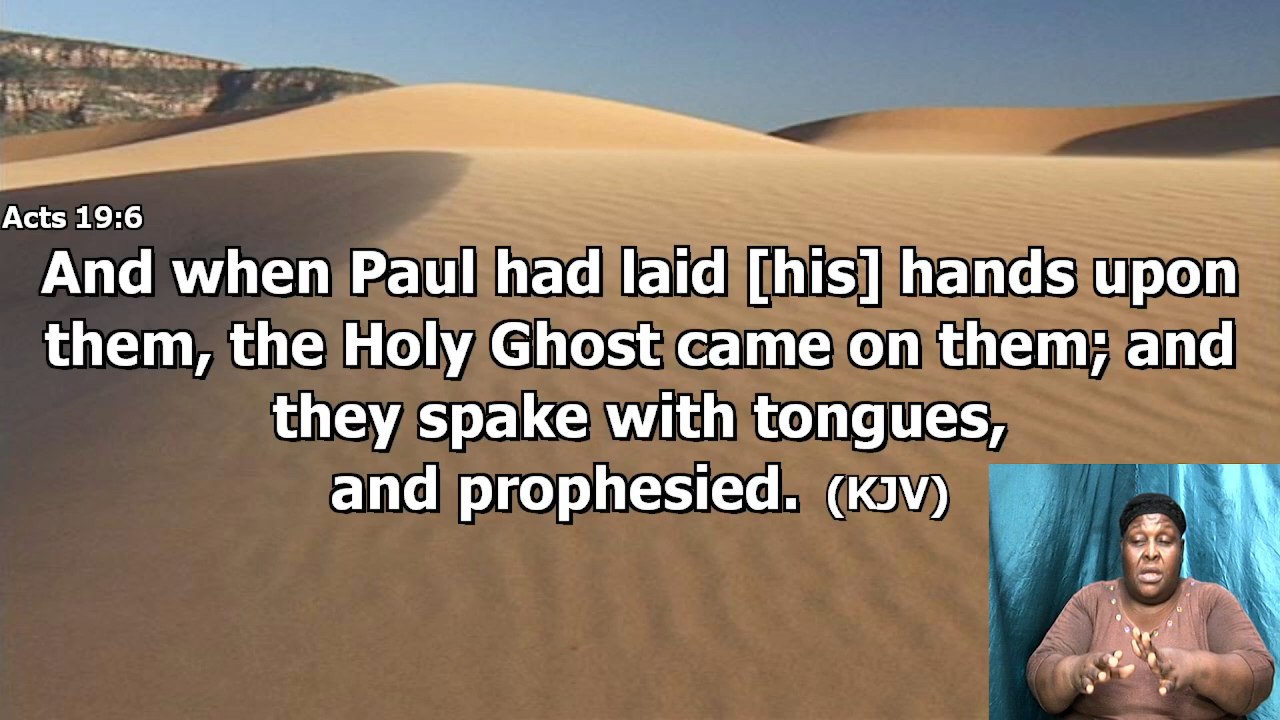 Acts 19:6
And when Paul had laid [his] hands upon
them, the Holy Ghost came on them; and
they spake with tongues,
and prophesied. (KJV)